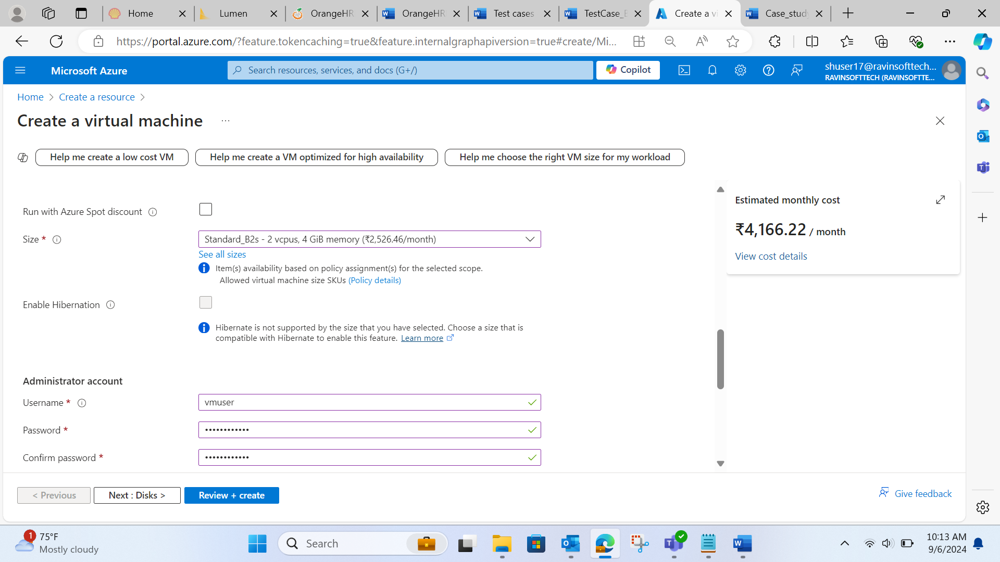 Home
Lumen
OrangeHR
OrangeHR
Test cases
TestCase_E
Create a vi
Case_study
https://portal.azure.com/?feature.tokencaching=true&feature.internalgraphapiversion=true#create/Mi...
Microsoft Azure
Search resources, services, and docs (G+/)
Copilot
shuser17@ravinsofttech...
RAVINSOFTTECH (RAVINSOFTTE...
Home > Create a resource >
Create a virtual machine ...
Help me create a low cost VM
Help me create a VM optimized for high availability
Help me choose the right VM size for my workload
Run with Azure Spot discount
Size *
Standard_B2s - 2 vcpus, 4 GiB memory (₹2,526.46/month)
See all sizes
Item(s) availability based on policy assignment(s) for the selected scope.
Allowed virtual machine size SKUs (Policy details)
Enable Hibernation
Hibernate is not supported by the size that you have selected. Choose a size that is
compatible with Hibernate to enable this feature. Learn more
Administrator account
Username *
vmuser
Password *
••••••••••••
Confirm password *
••••••••••••
Estimated monthly cost
₹4,166.22 / month
View cost details
< Previous
Next : Disks >
Review + create
Give feedback
1
75°F
Mostly cloudy
Search
10:13 AM
9/6/2024